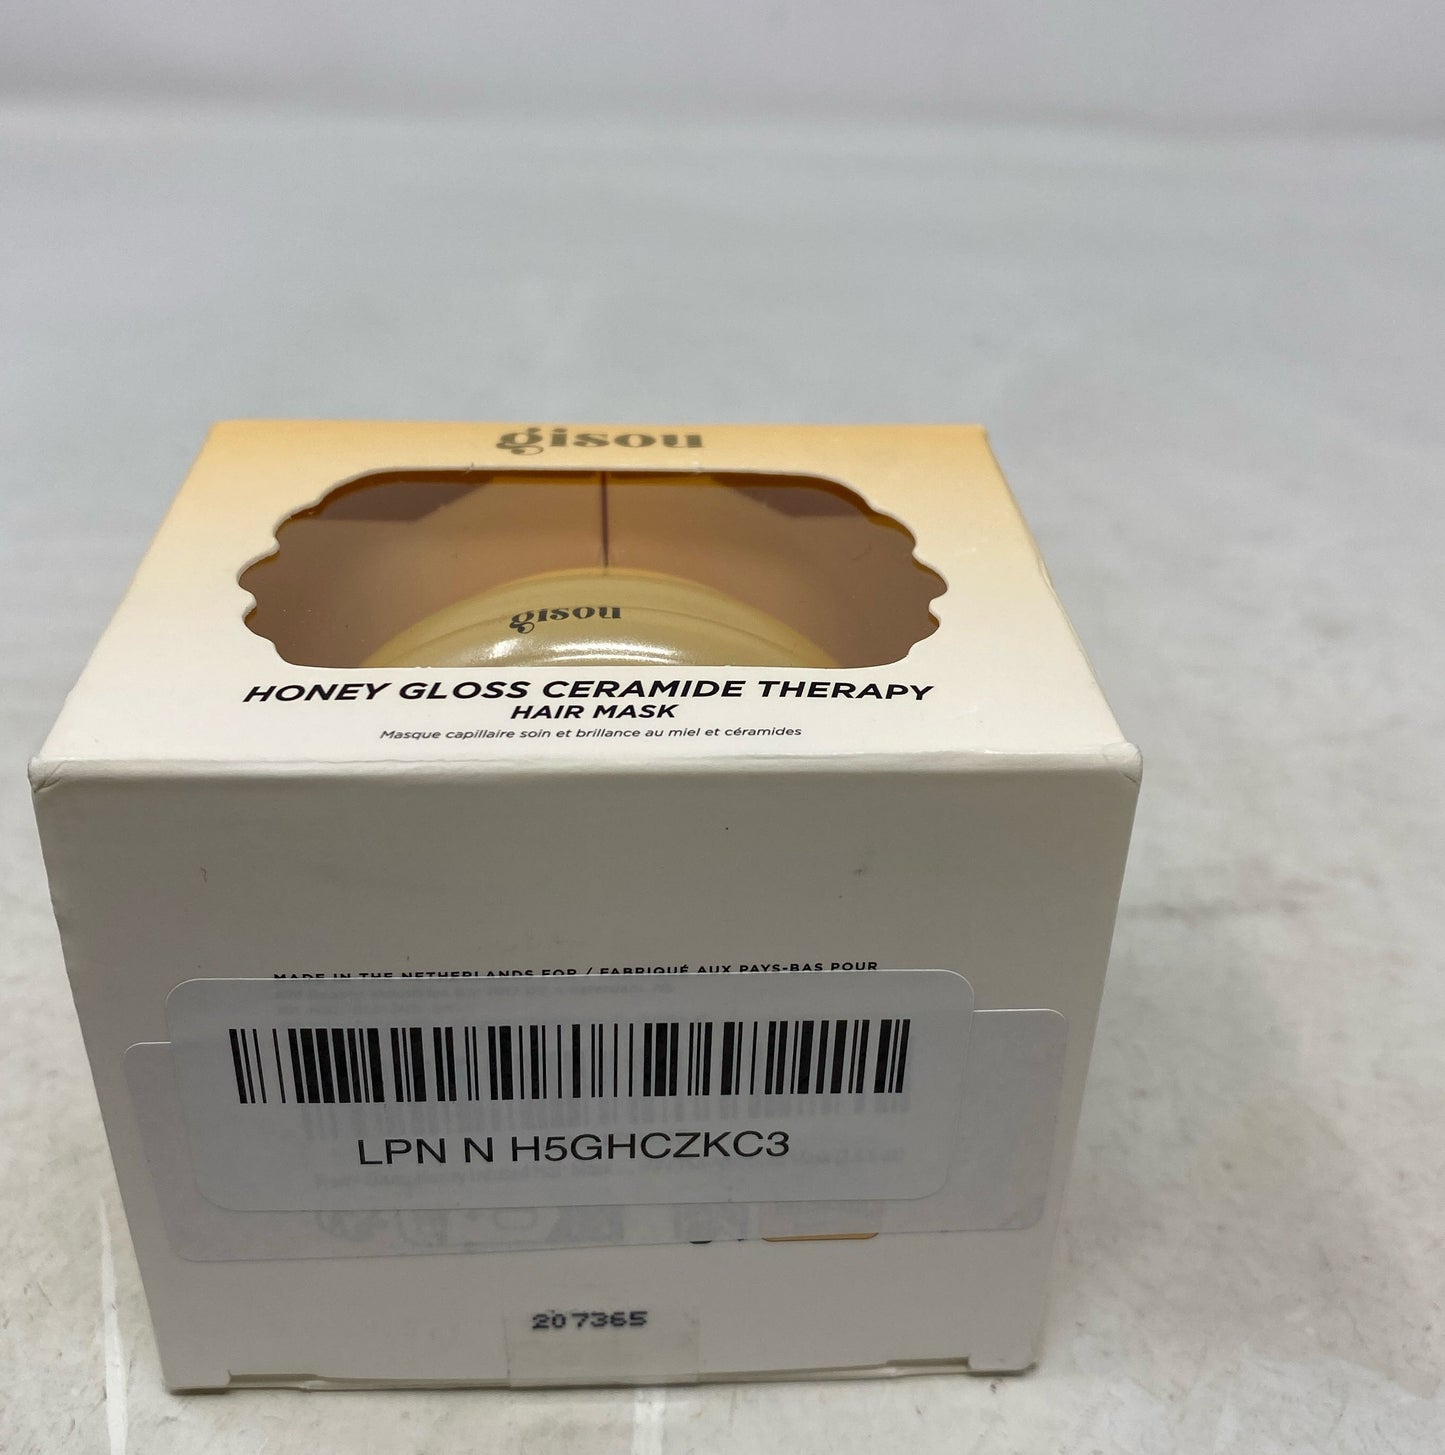 gisou
gisou
HONEY GLOSS CERAMIDE THERAPY
HAIR MASK
Masque capillaire soin et brillance au miel et céramides
MADE IN THE NETHERLANDS FOR / FABRIQUÉ AUX PAYS-BAS POUR
LPN N H5GHCZKC3
207365